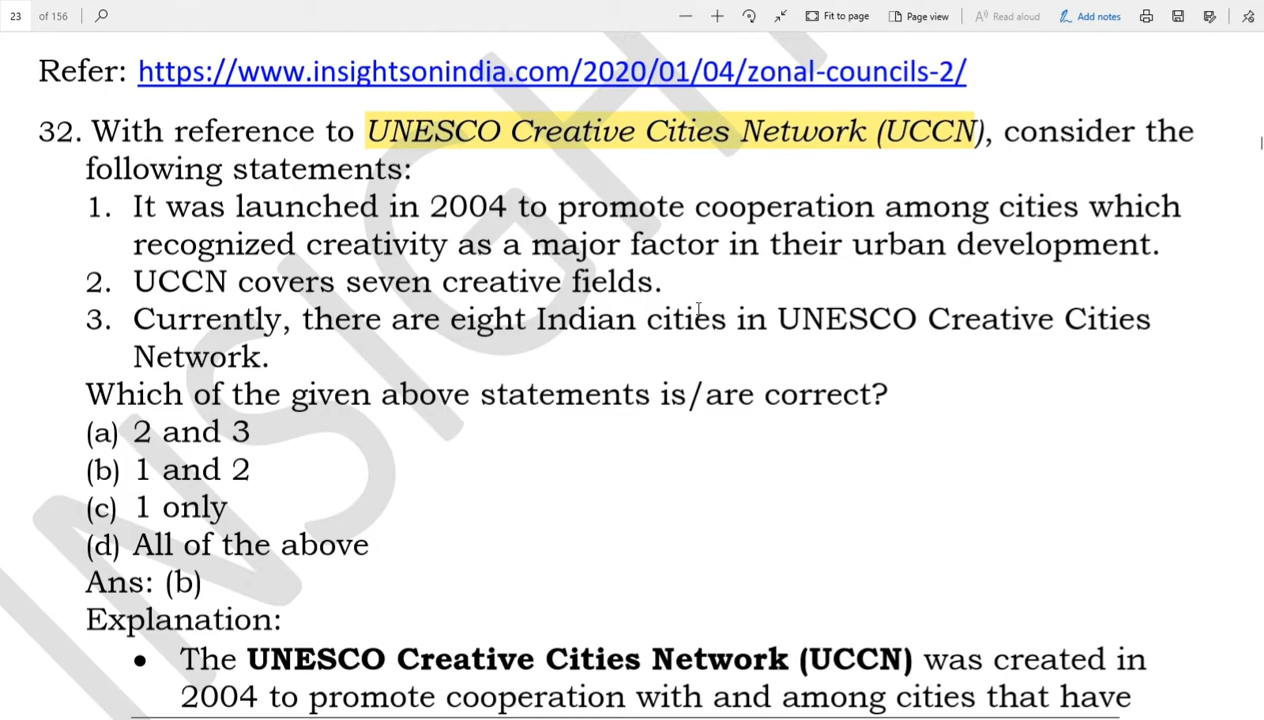 23 of 156 Fit to page Page view Read aloud Add notes
Refer: https://www.insightsonindia.com/2020/01/04/zonal-councils-2/
32. With reference to UNESCO Creative Cities Network (UCCN), consider the
following statements:
1. It was launched in 2004 to promote cooperation among cities which
recognized creativity as a major factor in their urban development.
2. UCCN covers seven creative fields.
3. Currently, there are eight Indian cities in UNESCO Creative Cities
Network.
Which of the given above statements is/are correct?
(a) 2 and 3
(b) 1 and 2
(c) 1 only
(d) All of the above
Ans: (b)
Explanation:
• The UNESCO Creative Cities Network (UCCN) was created in
2004 to promote cooperation with and among cities that have